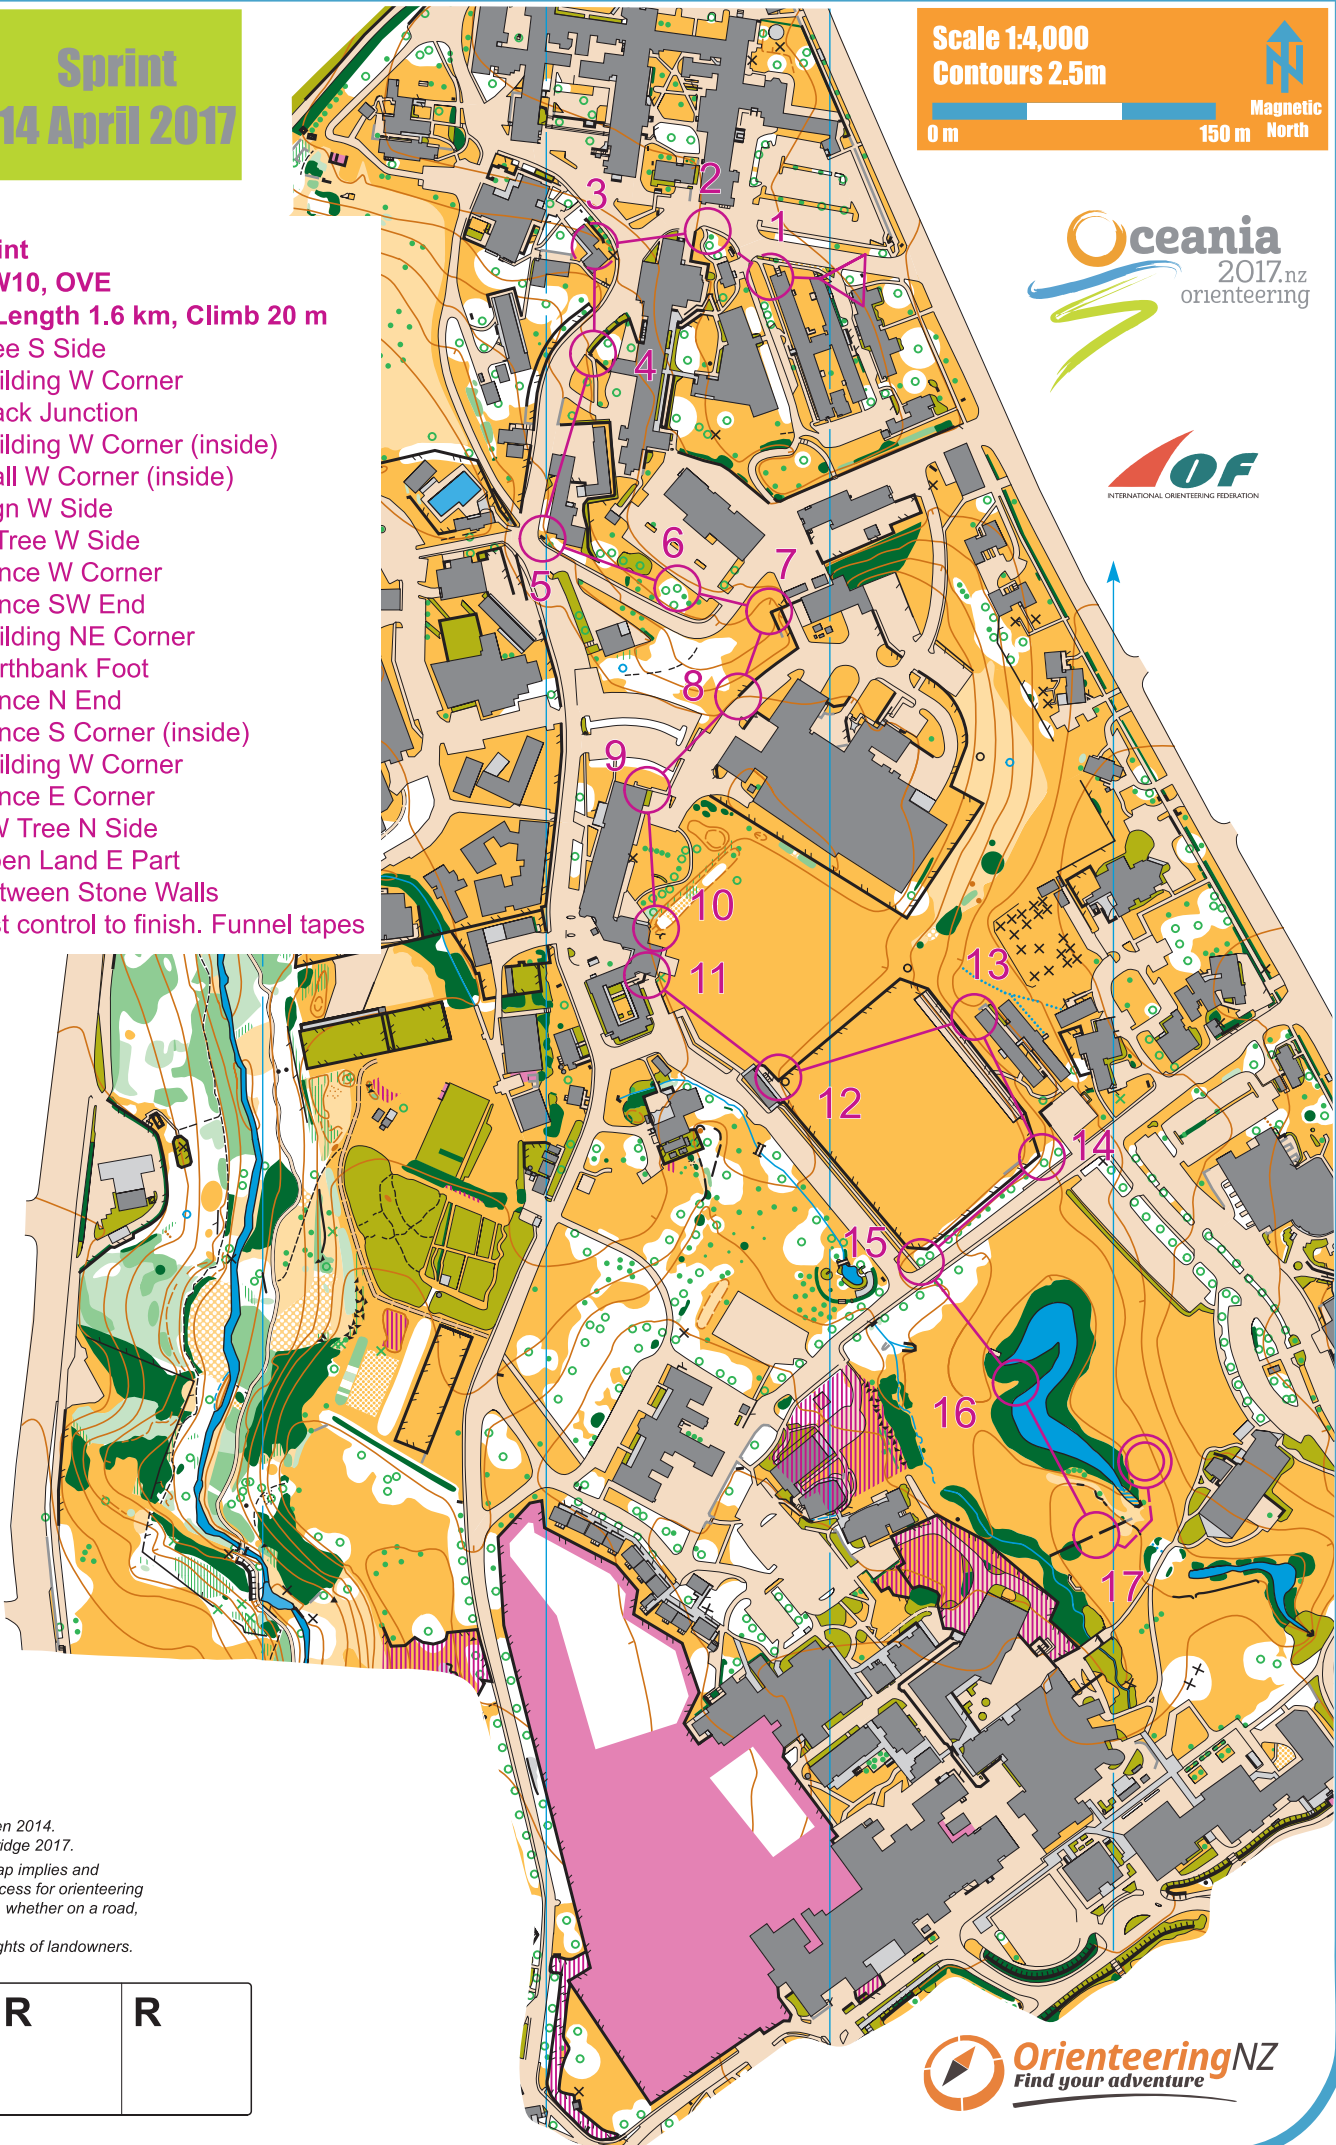 Sprint
14 April 2017
Scale 1:4,000
Contours 2.5m
0 m
150 m
Magnetic
North
Oceania
2017.nz
orienteering
IOF
INTERNATIONAL ORIENTEERING FEDERATION
int
W10, OVE
Length 1.6 km, Climb 20 m
ee S Side
ilding W Corner
ack Junction
ilding W Corner (inside)
all W Corner (inside)
gn W Side
Tree W Side
nce W Corner
nce SW End
ilding NE Corner
rthbank Foot
nce N End
nce S Corner (inside)
ilding W Corner
nce E Corner
W Tree N Side
pen Land E Part
tween Stone Walls
st control to finish. Funnel tapes
1
2
3
4
5
6
7
8
9
10
11
12
13
14
15
16
17
en 2014.
ridge 2017.
ap implies and
cess for orienteering
whether on a road,
ghts of landowners.
R
R
OrienteeringNZ
Find your adventure